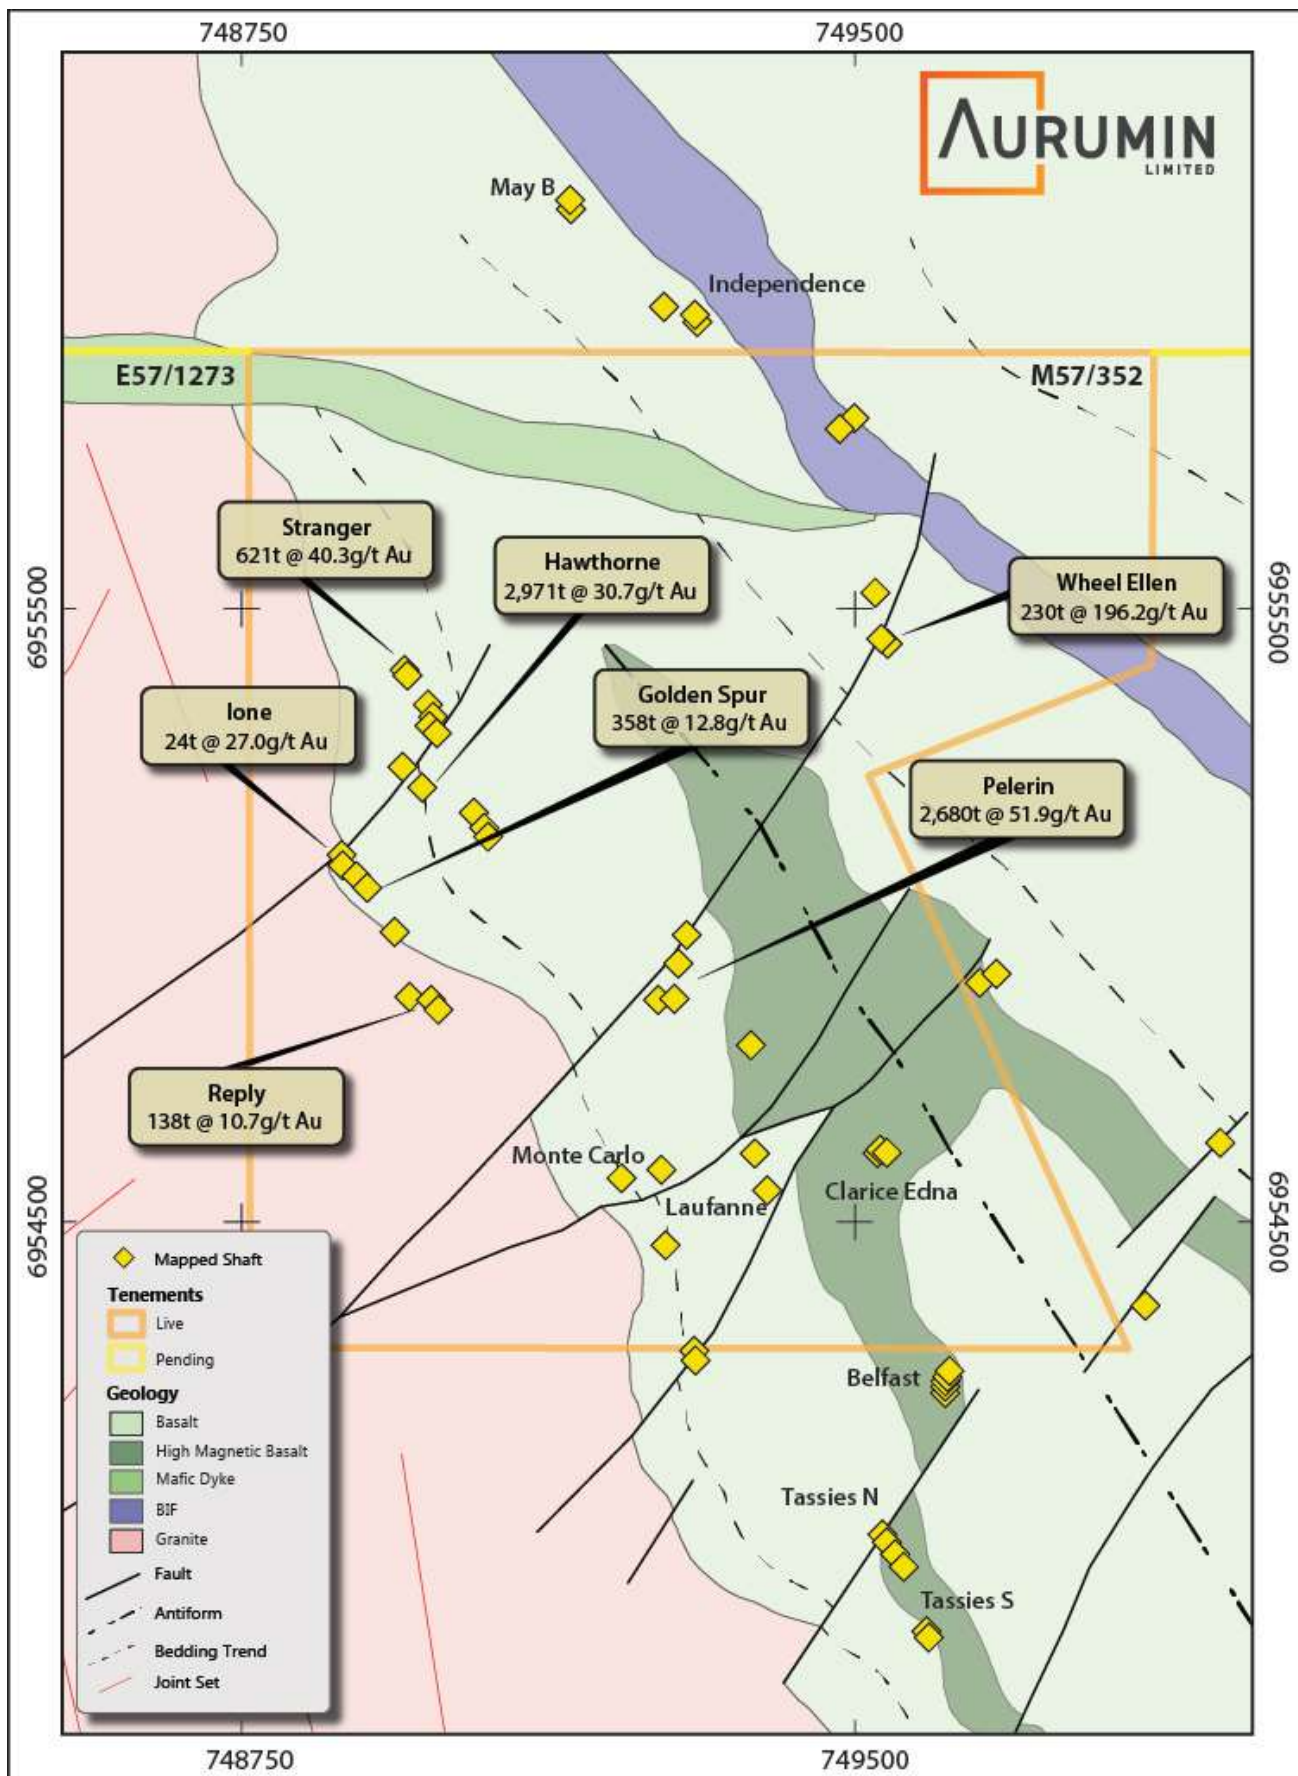 748750
749500
AURUMIN
LIMITED
May B
Independence
E57/1273
M57/352
Stranger
621t @ 40.3g/t Au
Hawthorne
2,971t @ 30.7g/t Au
Wheel Ellen
230t @ 196.2g/t Au
6955500
6955500
Ione
24t @ 27.0g/t Au
Golden Spur
358t @ 12.8g/t Au
Pelerin
2,680t @ 51.9g/t Au
Reply
138t @ 10.7g/t Au
Monte Carlo
Laufanne
Clarice Edna
6954500
6954500
Mapped Shaft
Tenements
Live
Pending
Geology
Basalt
High Magnetic Basalt
Mafic Dyke
BIF
Granite
Fault
Antiform
Bedding Trend
Joint Set
Belfast
Tassies N
Tassies S
748750
749500